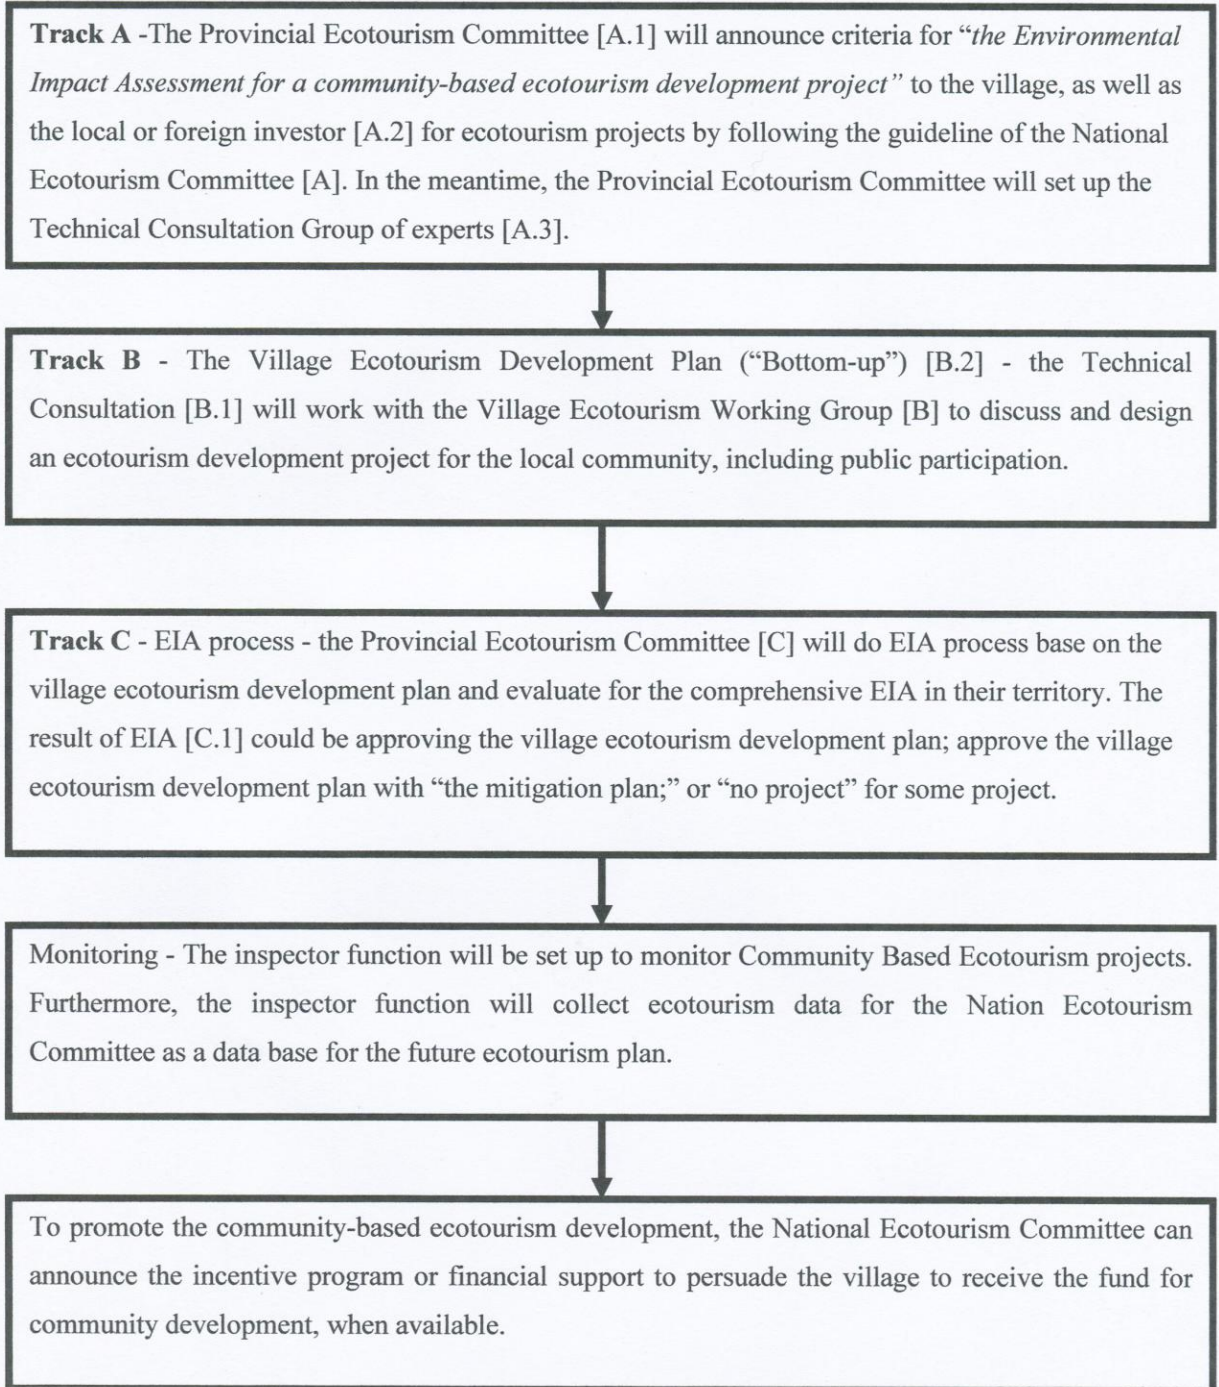 Track A -The Provincial Ecotourism Committee [A.1] will announce criteria for “the Environmental
Impact Assessment for a community-based ecotourism development project” to the village, as well as
the local or foreign investor [A.2] for ecotourism projects by following the guideline of the National
Ecotourism Committee [A]. In the meantime, the Provincial Ecotourism Committee will set up the
Technical Consultation Group of experts [A.3].
Track B - The Village Ecotourism Development Plan (“Bottom-up”) [B.2] - the Technical
Consultation [B.1] will work with the Village Ecotourism Working Group [B] to discuss and design
an ecotourism development project for the local community, including public participation.
Track C - EIA process - the Provincial Ecotourism Committee [C] will do EIA process base on the
village ecotourism development plan and evaluate for the comprehensive EIA in their territory. The
result of EIA [C.1] could be approving the village ecotourism development plan; approve the village
ecotourism development plan with “the mitigation plan;” or “no project” for some project.
Monitoring - The inspector function will be set up to monitor Community Based Ecotourism projects.
Furthermore, the inspector function will collect ecotourism data for the Nation Ecotourism
Committee as a data base for the future ecotourism plan.
To promote the community-based ecotourism development, the National Ecotourism Committee can
announce the incentive program or financial support to persuade the village to receive the fund for
community development, when available.